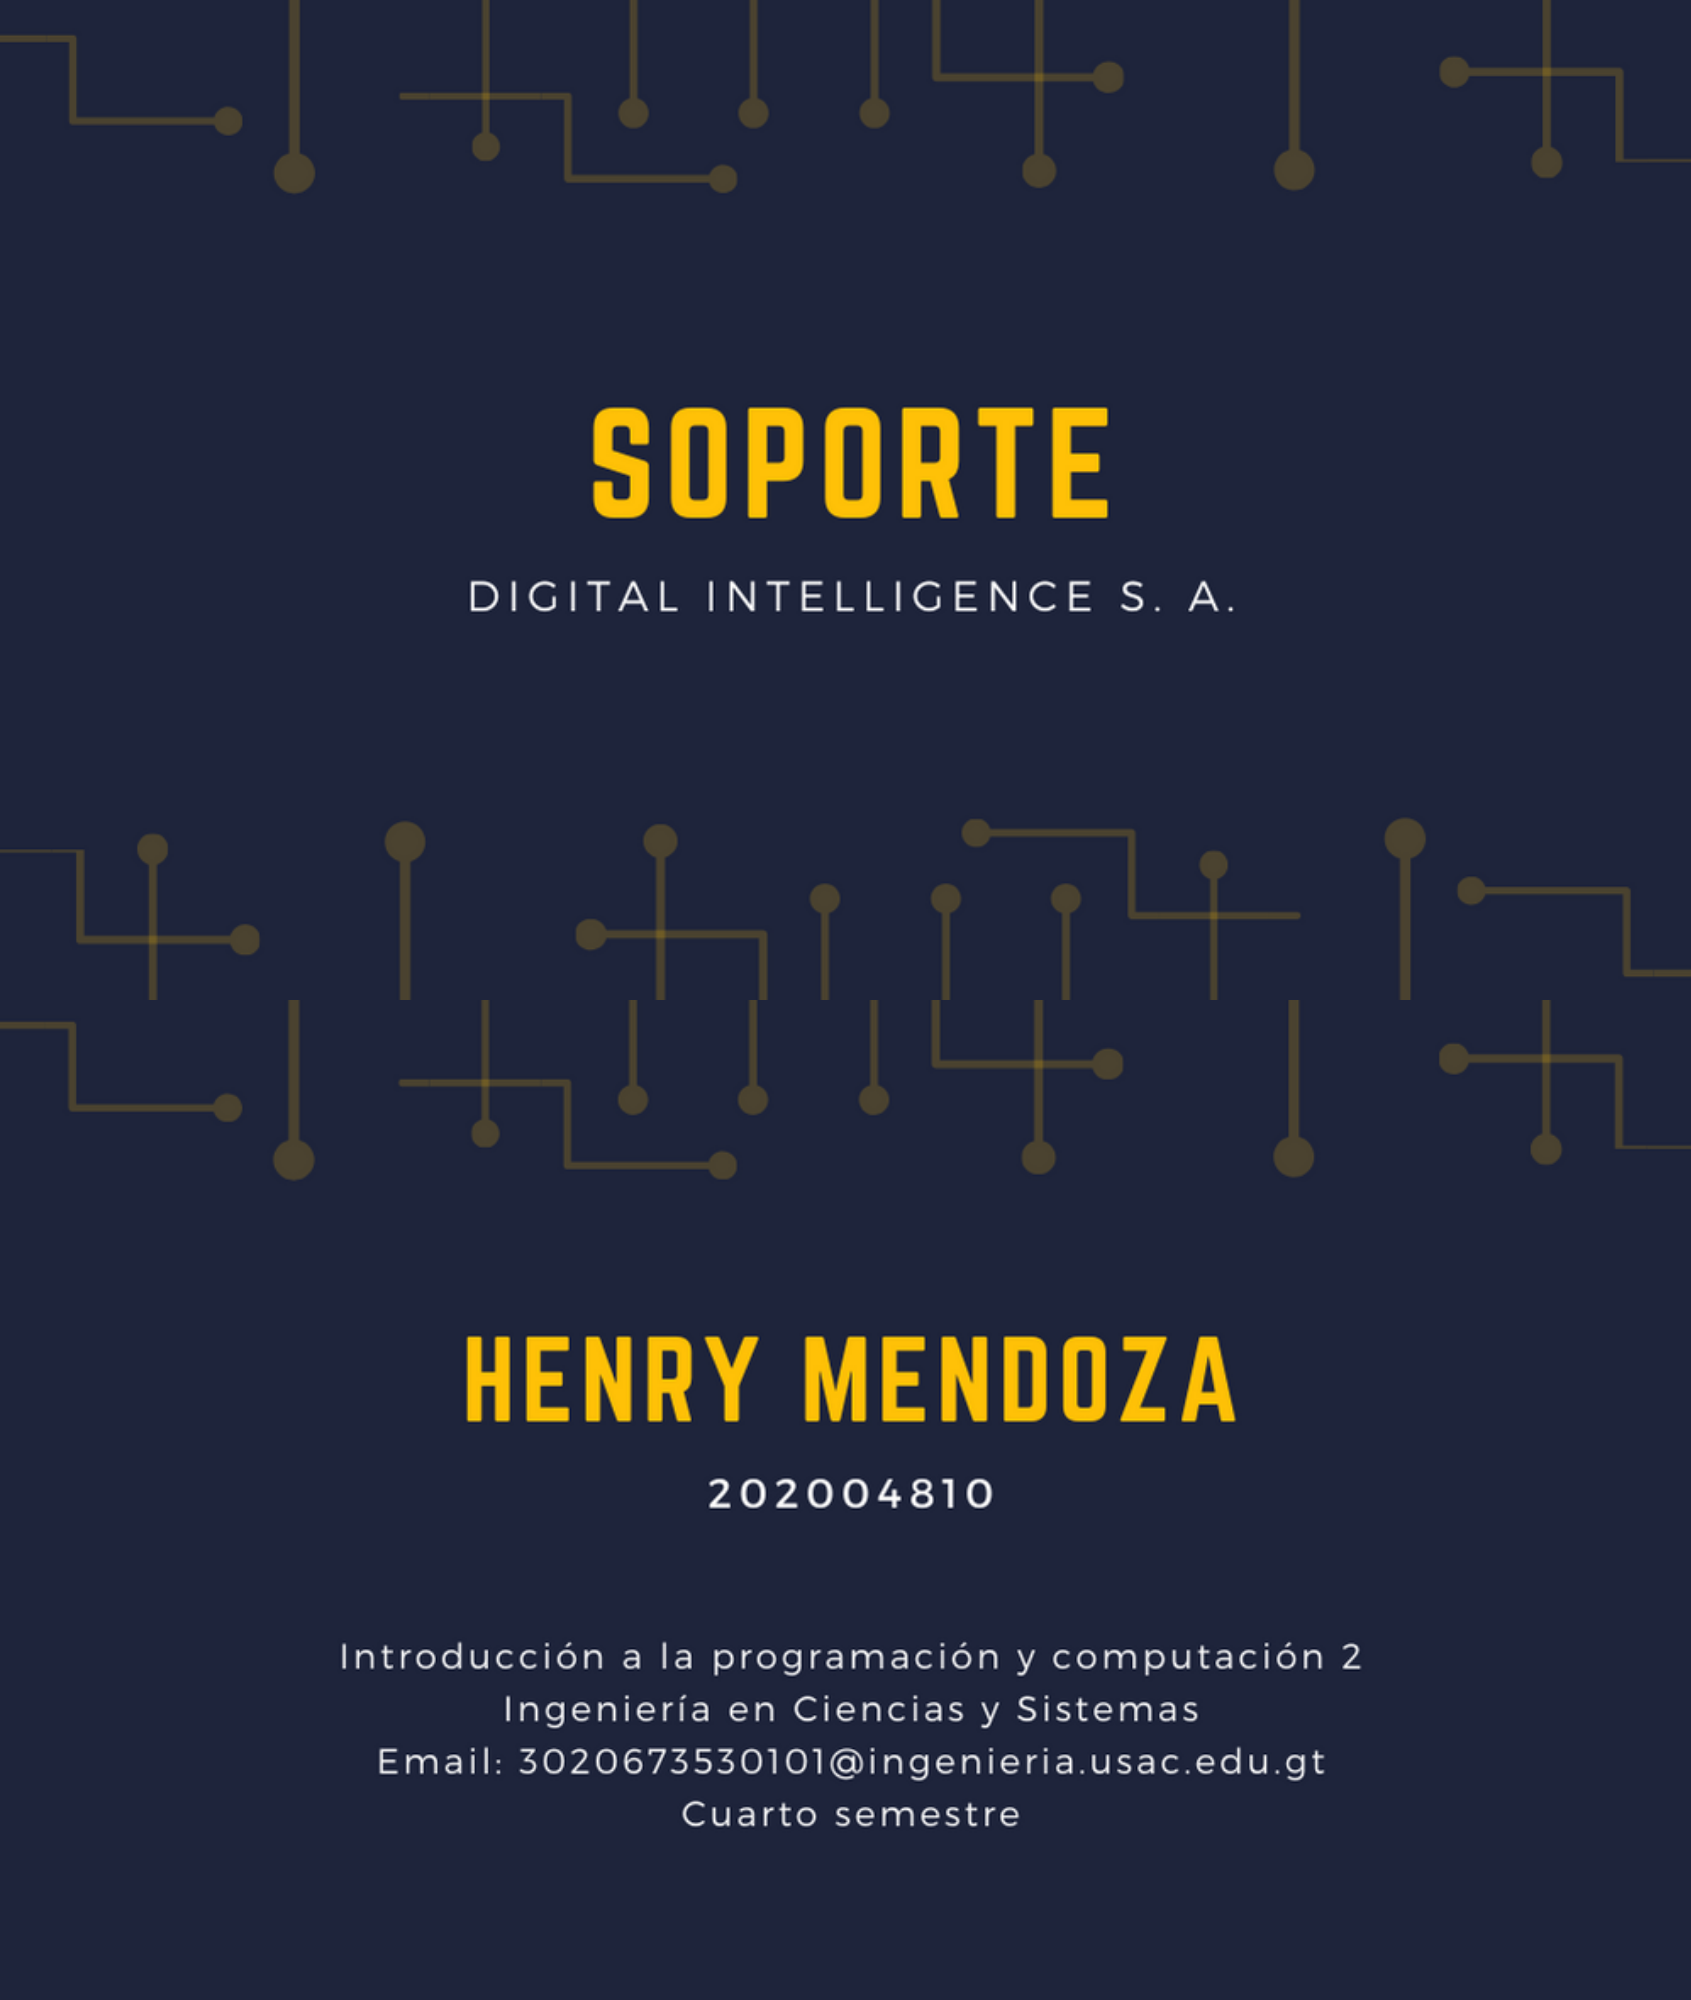 SOPORTE
DIGITAL INTELLIGENCE S. A.
HENRY MENDOZA
202004810
Introducción a la programación y computación 2
Ingeniería en Ciencias y Sistemas
Email: 3020673530101@ingenieria.usac.edu.gt
Cuarto semestre